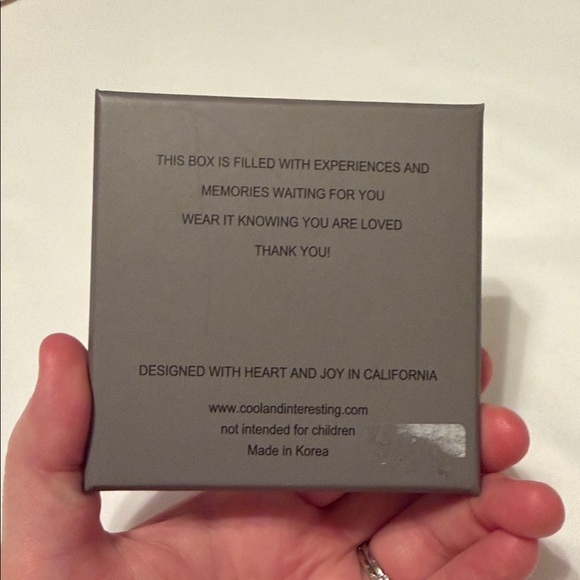 THIS BOX IS FILLED WITH EXPERIENCES AND
MEMORIES WAITING FOR YOU
WEAR IT KNOWING YOU ARE LOVED
THANK YOU!
DESIGNED WITH HEART AND JOY IN CALIFORNIA
www.coolandinteresting.com
not intended for children
Made in Korea